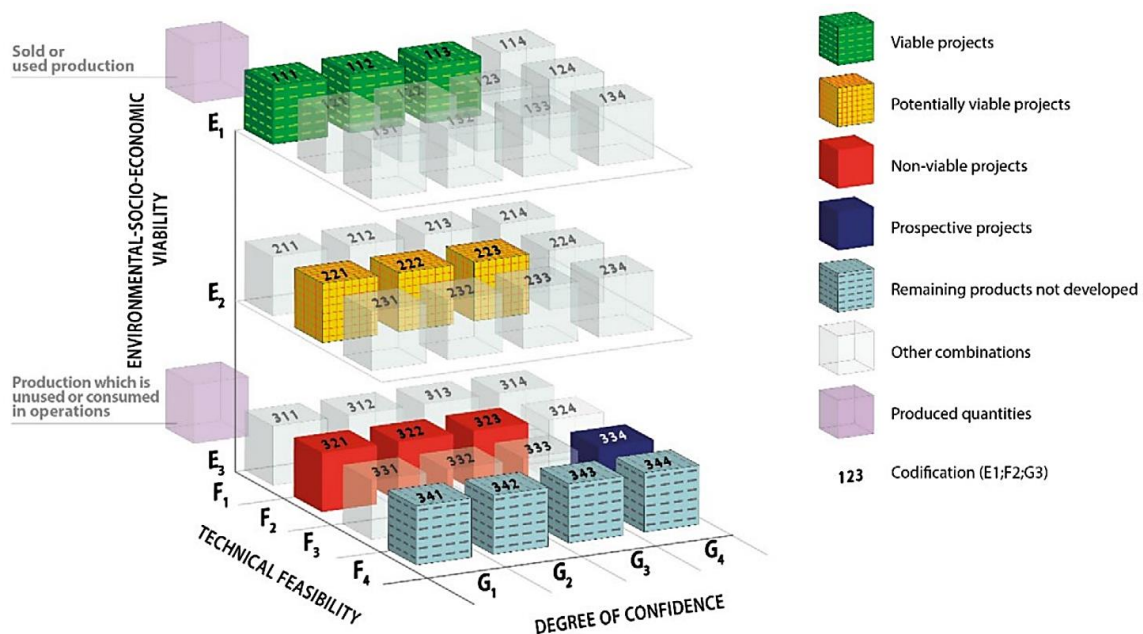 Sold or
used production
ENVIRONMENTAL-SOCIO-ECONOMIC
VIABILITY
E1
111
112
113
114
121
122
123
124
131
132
133
134
E2
211
212
213
214
221
222
223
224
231
232
233
234
Production which is
unused or consumed
in operations
E3
311
312
313
314
321
322
323
324
331
332
333
334
341
342
343
344
F1
F2
F3
F4
TECHNICAL FEASIBILITY
G1
G2
G3
G4
DEGREE OF CONFIDENCE
Viable projects
Potentially viable projects
Non-viable projects
Prospective projects
Remaining products not developed
Other combinations
Produced quantities
123 Codification (E1;F2;G3)